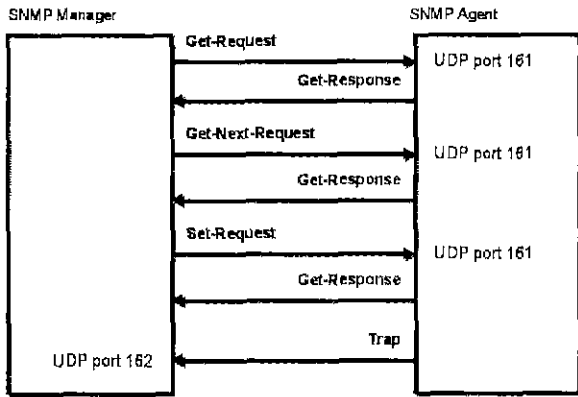 SNMP Manager
SNMP Agent
Get-Request
UDP port 161
Get-Response
Get-Next-Request
UDP port 161
Get-Response
Set-Request
UDP port 161
Get-Response
Trap
UDP port 162